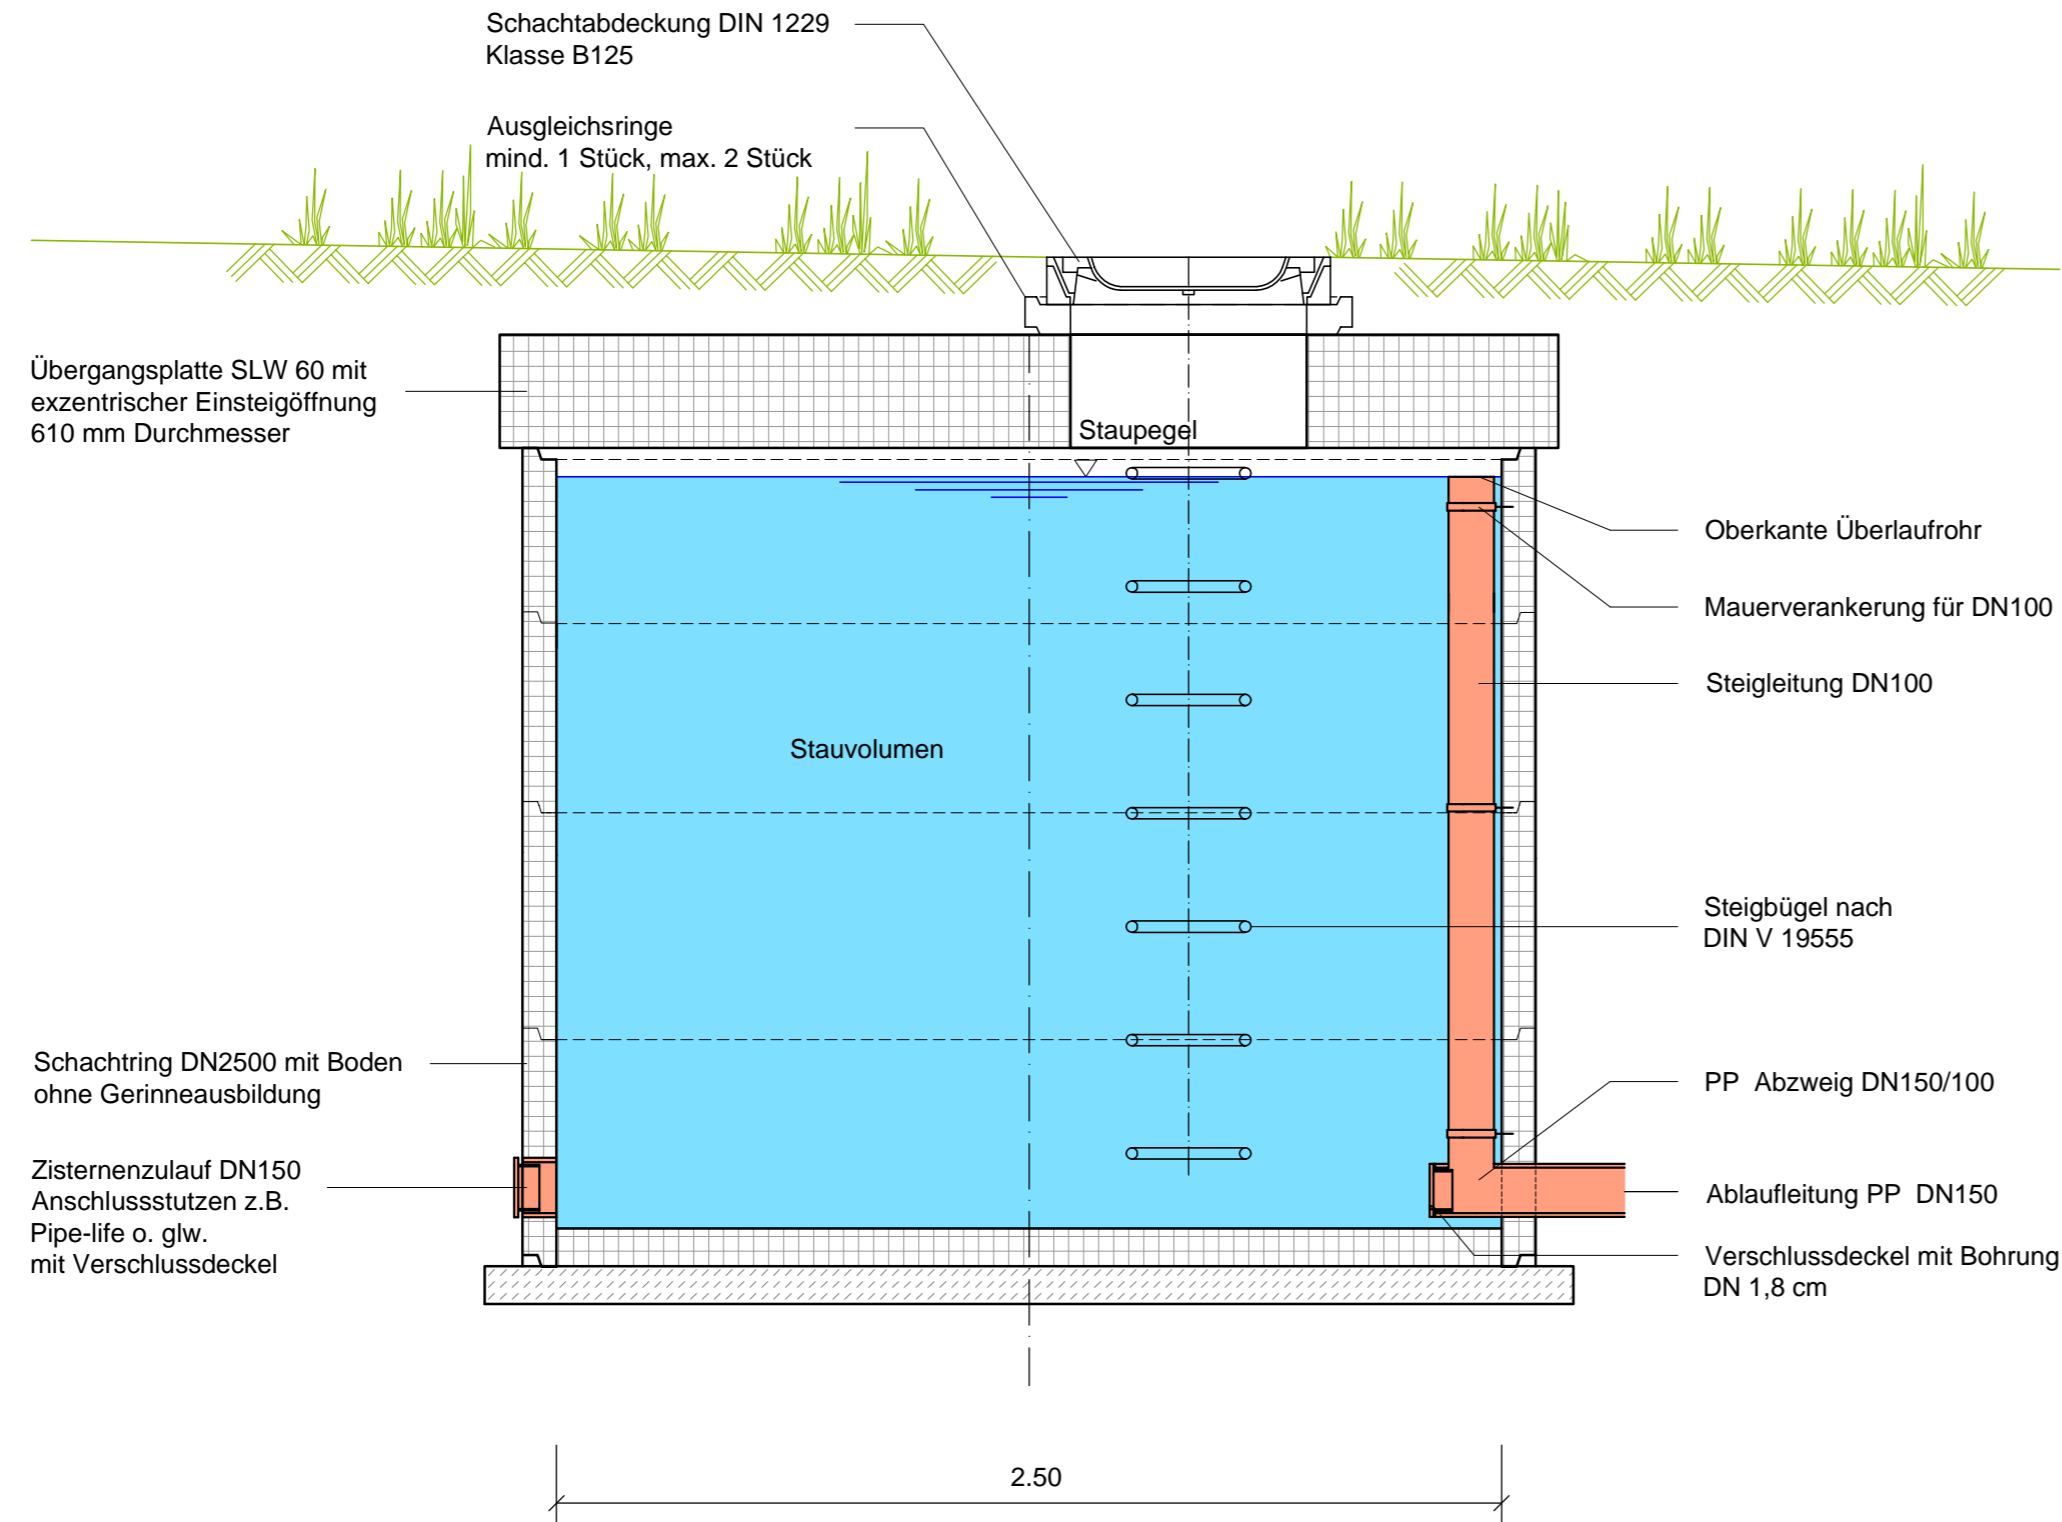 Schachtabdeckung DIN 1229
Klasse B125
Ausgleichsringe
mind. 1 Stück, max. 2 Stück
Übergangsplatte SLW 60 mit
exzentrischer Einsteigöffnung
610 mm Durchmesser
Staupegel
Oberkante Überlaufrohr
Mauerverankerung für DN100
Steigleitung DN100
Stauvolumen
Steigbügel nach
DIN V 19555
Schachtring DN2500 mit Boden
ohne Gerinneausbildung
PP Abzweig DN150/100
Zisternenzulauf DN150
Anschlussstutzen z.B.
Pipe-life o. glw.
mit Verschlussdeckel
Ablaufleitung PP DN150
Verschlussdeckel mit Bohrung
DN 1,8 cm
2.50